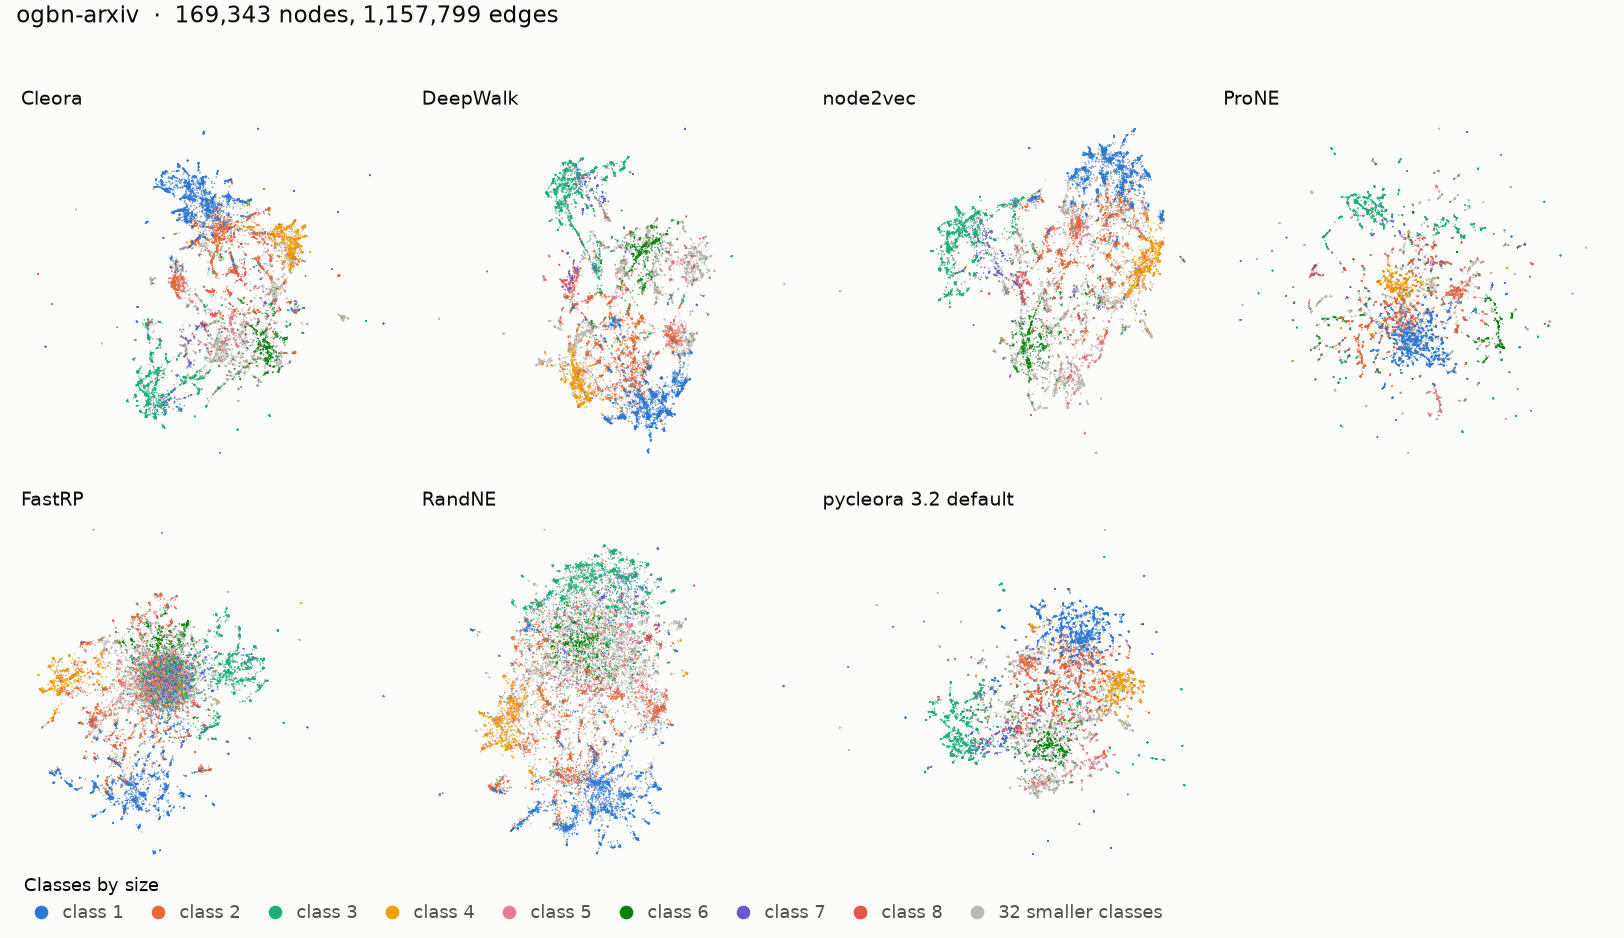 ogbn-arxiv · 169,343 nodes, 1,157,799 edges
Cleora
DeepWalk
node2vec
ProNE
FastRP
RandNE
pycleora 3.2 default
Classes by size
class 1
class 2
class 3
class 4
class 5
class 6
class 7
class 8
32 smaller classes